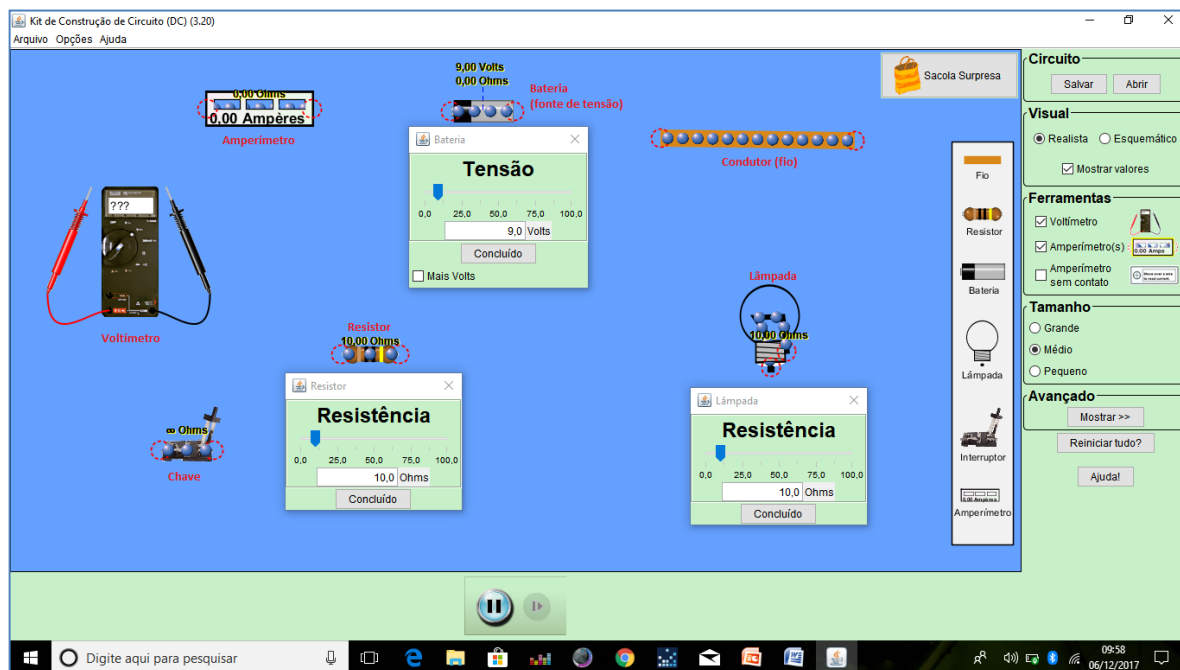 Kit de Construção de Circuito (DC) (3.20)
Arquivo Opções Ajuda
0,00 Ohms
0.00 Ampères
Amperímetro
9,00 Volts
0,00 Ohms
Bateria
(fonte de tensão)
Sacola Surpresa
Bateria
Tensão
0,0 25,0 50,0 75,0 100,0
9,0 Volts
Concluído
Mais Volts
Condutor (fio)
???
Voltímetro
Resistor
10,00 Ohms
Resistor
Resistência
0,0 25,0 50,0 75,0 100,0
10,0 Ohms
Concluído
∞ Ohms
Chave
Lâmpada
10,00 Ohms
Lâmpada
Resistência
0,0 25,0 50,0 75,0 100,0
10,0 Ohms
Concluído
Fio
Resistor
Bateria
Lâmpada
Interruptor
0.00 Ampères
Amperímetro
Circuito
Salvar Abrir
Visual
Realista Esquemático
Mostrar valores
Ferramentas
Voltímetro
Amperímetro(s)
0.00 Amps
Amperímetro
sem contato
Tamanho
Grande
Médio
Pequeno
Avançado
Mostrar >>
Reiniciar tudo?
Ajuda!
Digite aqui para pesquisar
09:58
06/12/2017